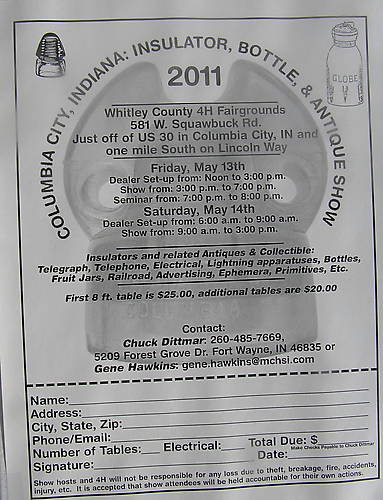 COLUMBIA CITY, INDIANA: INSULATOR, BOTTLE, & ANTIQUE SHOW
GLOBE
2011
Whitley County 4H Fairgrounds
581 W. Squawbuck Rd.
Just off of US 30 in Columbia City, IN and
one mile South on Lincoln Way
Friday, May 13th
Dealer Set-up from: Noon to 3:00 p.m.
Show from: 3:00 p.m. to 7:00 p.m.
Seminar from: 7:00 p.m. to 8:00 p.m.
Saturday, May 14th
Dealer Set-up from: 6:00 a.m. to 9:00 a.m.
Show from: 9:00 a.m. to 3:00 p.m.
Insulators and related Antiques & Collectible:
Telegraph, Telephone, Electrical, Lightning apparatuses, Bottles,
Fruit Jars, Railroad, Advertising, Ephemera, Primitives, Etc.
First 8 ft. table is $25.00, additional tables are $20.00
Contact:
Chuck Dittmar: 260-485-7669,
5209 Forest Grove Dr. Fort Wayne, IN 46835 or
Gene Hawkins: gene.hawkins@mchsi.com
Name:
Address:
City, State, Zip:
Phone/Email:
Number of Tables: Electrical: Total Due: $
Make Checks Payable to Chuck Dittmar
Signature: Date:
Show hosts and 4H will not be responsible for any loss due to theft, breakage, fire, accidents,
injury, etc. It is accepted that show attendees will be held accountable for their own actions.